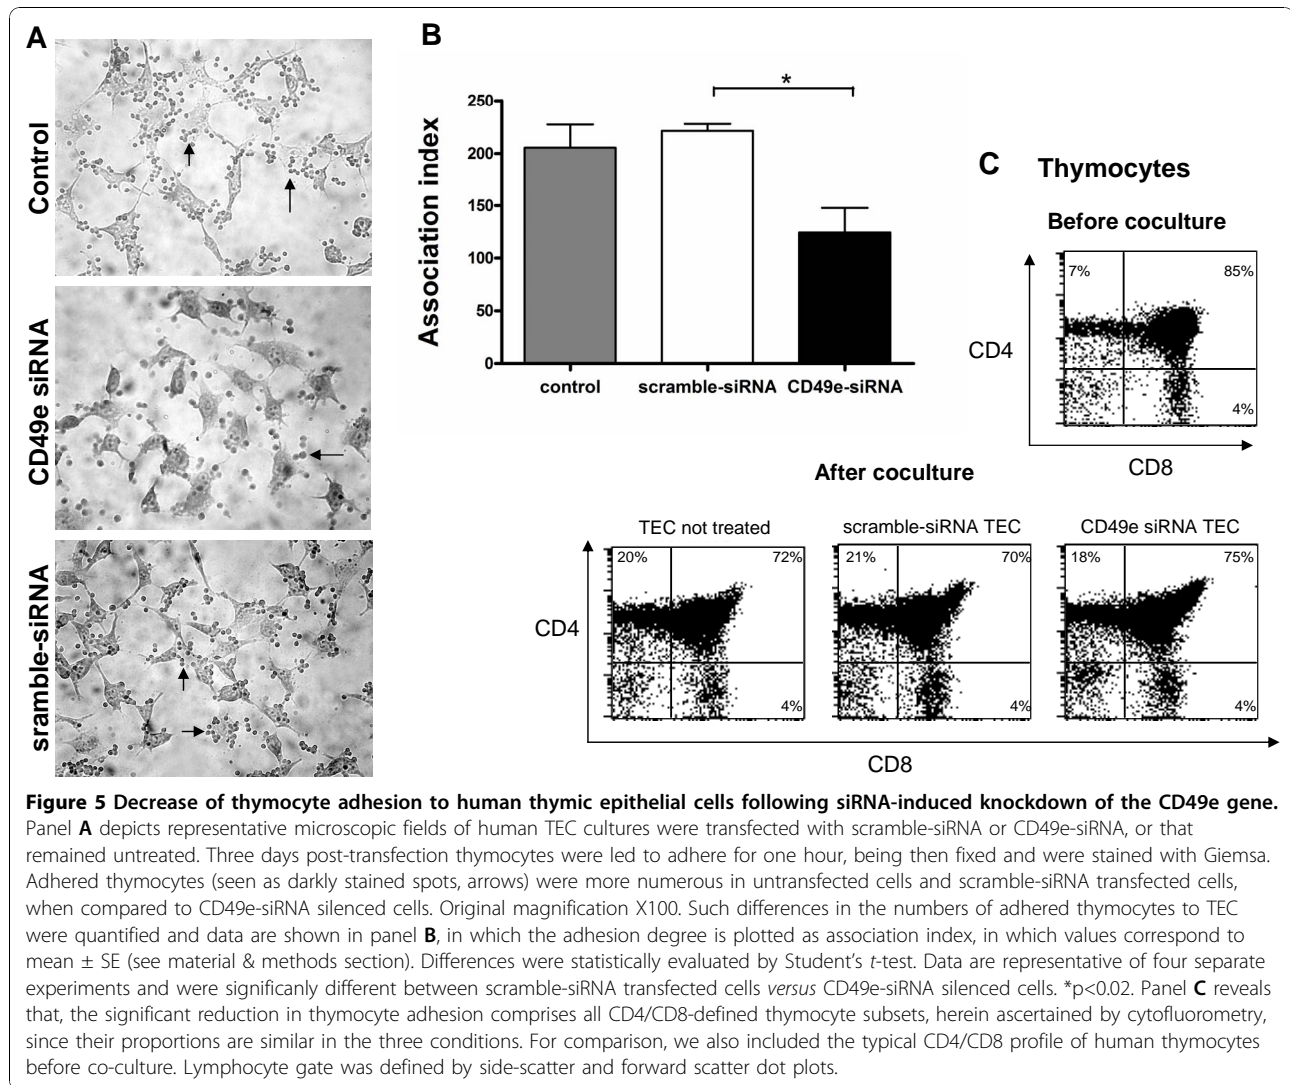 A
Control
CD49e siRNA
sramble-siRNA
B
*
Association index
250
200
150
100
50
0
control
scramble-siRNA
CD49e-siRNA
C
Thymocytes
Before coculture
7%
85%
4%
CD4
CD8
After coculture
TEC not treated
scramble-siRNA TEC
CD49e siRNA TEC
20%
72%
4%
21%
70%
4%
18%
75%
4%
CD4
CD8
Figure 5 Decrease of thymocyte adhesion to human thymic epithelial cells following siRNA-induced knockdown of the CD49e gene.
Panel A depicts representative microscopic fields of human TEC cultures were transfected with scramble-siRNA or CD49e-siRNA, or that
remained untreated. Three days post-transfection thymocytes were led to adhere for one hour, being then fixed and were stained with Giemsa.
Adhered thymocytes (seen as darkly stained spots, arrows) were more numerous in untransfected cells and scramble-siRNA transfected cells,
when compared to CD49e-siRNA silenced cells. Original magnification X100. Such differences in the numbers of adhered thymocytes to TEC
were quantified and data are shown in panel B, in which the adhesion degree is plotted as association index, in which values correspond to
mean ± SE (see material & methods section). Differences were statistically evaluated by Student's t-test. Data are representative of four separate
experiments and were significanly different between scramble-siRNA transfected cells versus CD49e-siRNA silenced cells. *p<0.02. Panel C reveals
that, the significant reduction in thymocyte adhesion comprises all CD4/CD8-defined thymocyte subsets, herein ascertained by cytofluorometry,
since their proportions are similar in the three conditions. For comparison, we also included the typical CD4/CD8 profile of human thymocytes
before co-culture. Lymphocyte gate was defined by side-scatter and forward scatter dot plots.